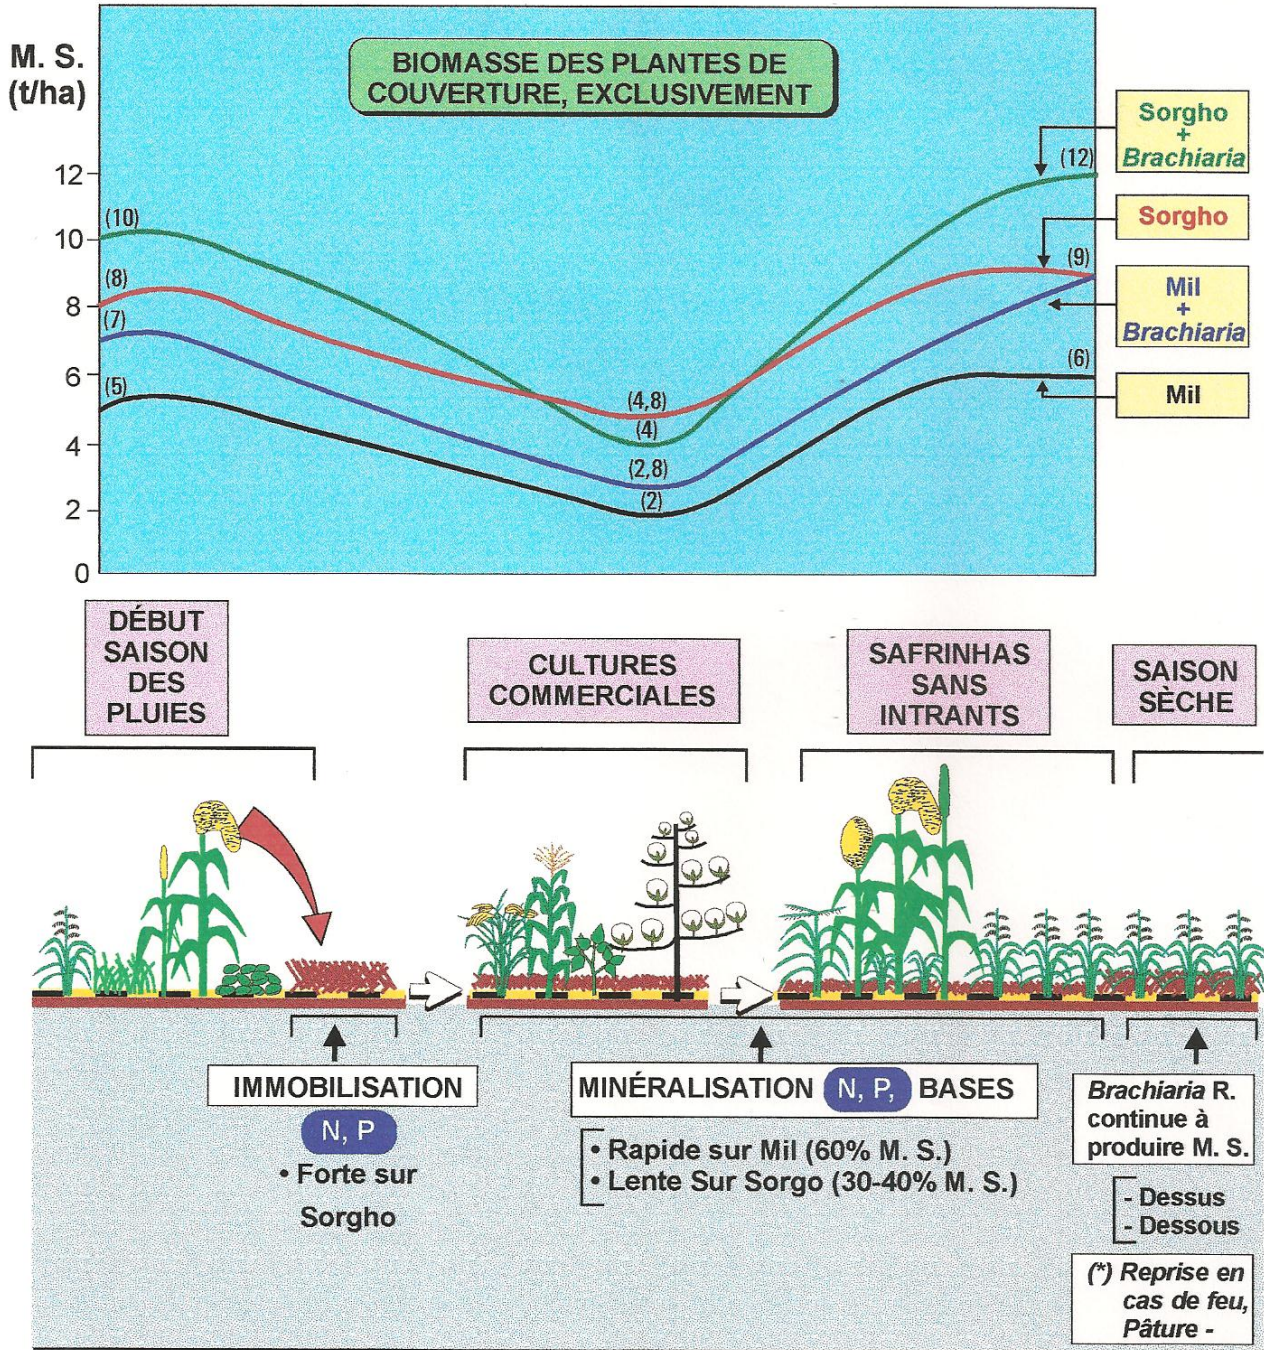 M. S.
(t/ha)
BIOMASSE DES PLANTES DE
COUVERTURE, EXCLUSIVEMENT
12
10
8
6
4
2
0
(10)
(8)
(7)
(5)
(4,8)
(4)
(2,8)
(2)
(12)
(9)
(6)
Sorgho
+
Brachiaria
Sorgho
Mil
+
Brachiaria
Mil
DÉBUT
SAISON
DES
PLUIES
CULTURES
COMMERCIALES
SAFRINHAS
SANS
INTRANTS
SAISON
SÈCHE
IMMOBILISATION
N, P
• Forte sur
Sorgho
MINÉRALISATION N, P, BASES
• Rapide sur Mil (60% M. S.)
• Lente Sur Sorgo (30-40% M. S.)
Brachiaria R.
continue à
produire M. S.
- Dessus
- Dessous
(*) Reprise en
cas de feu,
Pâture -